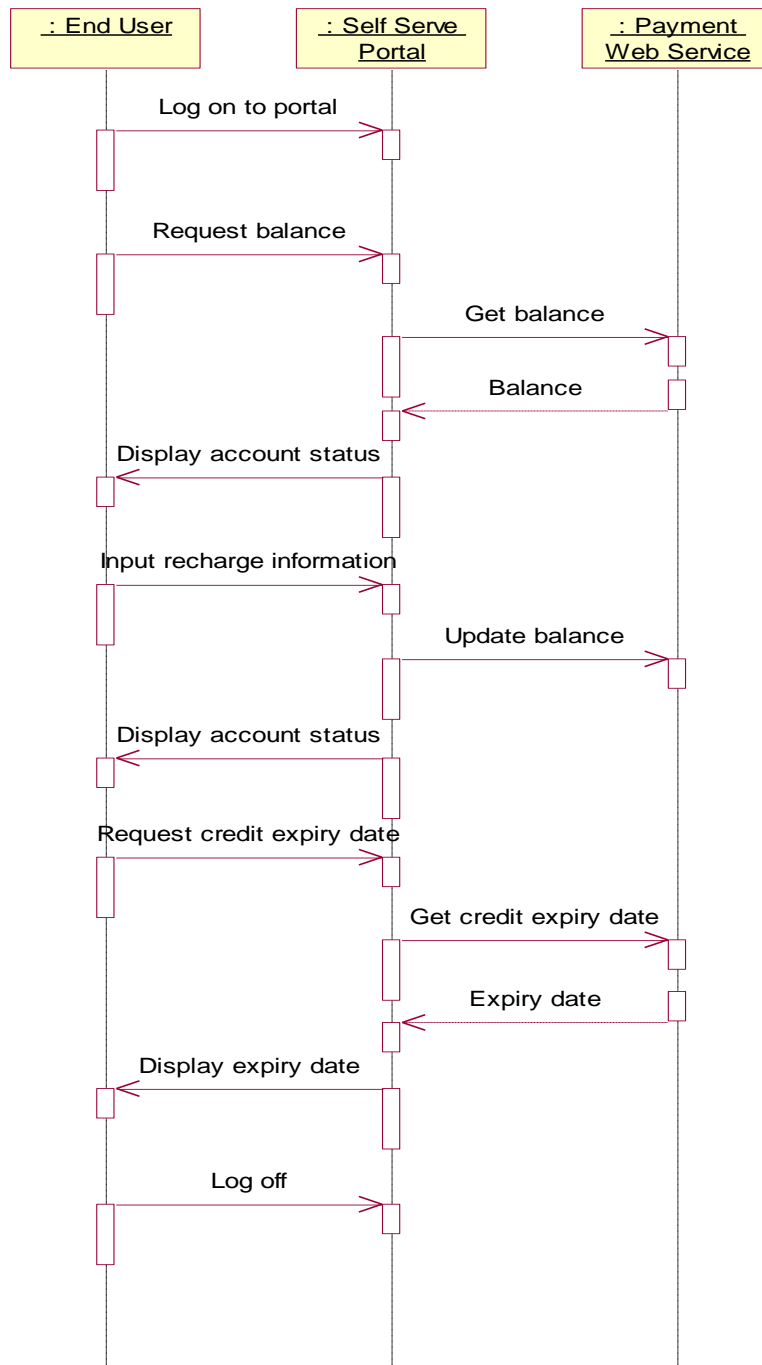 : End User
: Self Serve
Portal
: Payment
Web Service
Log on to portal
Request balance
Get balance
Balance
Display account status
Input recharge information
Update balance
Display account status
Request credit expiry date
Get credit expiry date
Expiry date
Display expiry date
Log off